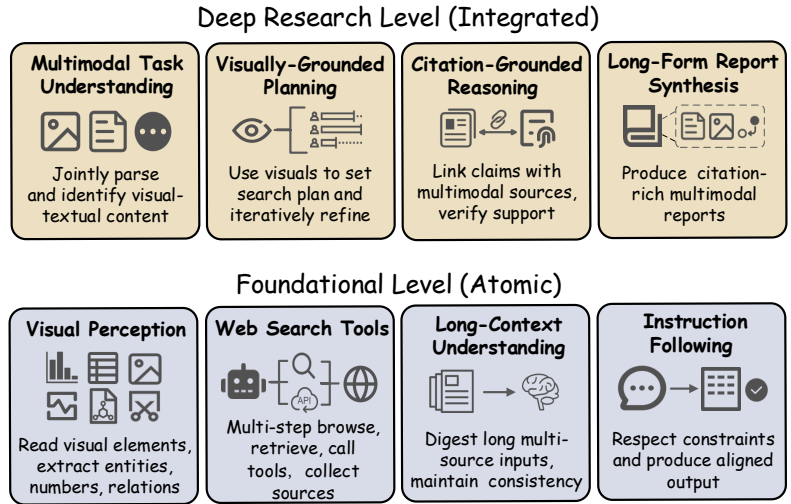 Deep Research Level (Integrated)
Multimodal Task
Understanding
Jointly parse
and identify visual-
textual content
Visually-Grounded
Planning
Use visuals to set
search plan and
iteratively refine
Citation-Grounded
Reasoning
Link claims with
multimodal sources,
verify support
Long-Form Report
Synthesis
Produce citation-
rich multimodal
reports
Foundational Level (Atomic)
Visual Perception
Read visual elements,
extract entities,
numbers, relations
Web Search Tools
API
Multi-step browse,
retrieve, call
tools, collect
sources
Long-Context
Understanding
Digest long multi-
source inputs,
maintain consistency
Instruction
Following
Respect constraints
and produce aligned
output